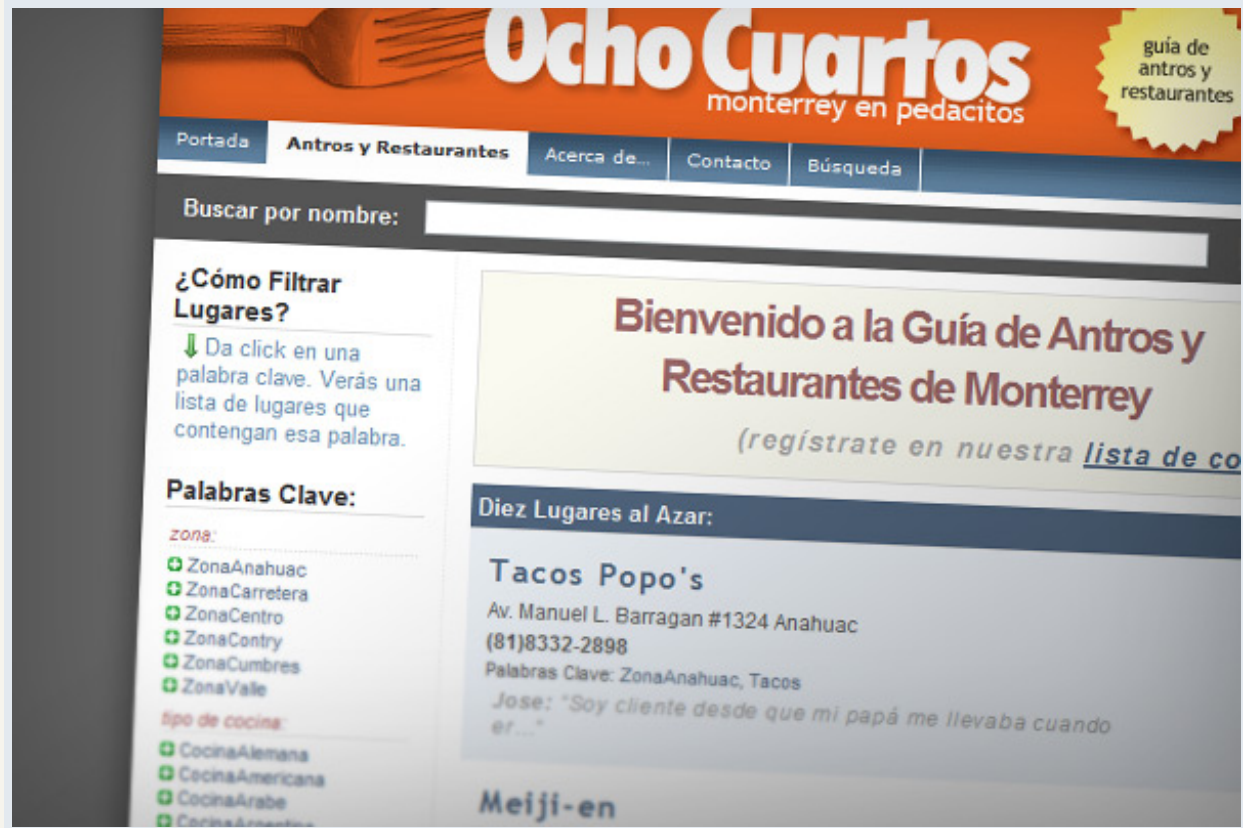 Ocho Cuartos
monterrey en pedacitos
guía de
antros y
restaurantes
Portada
Antros y Restaurantes
Acerca de...
Contacto
Búsqueda
Buscar por nombre:
¿Cómo Filtrar
Lugares?
Da click en una
palabra clave. Verás una
lista de lugares que
contengan esa palabra.
Palabras Clave:
zona:
ZonaAnahuac
ZonaCarretera
ZonaCentro
ZonaContry
ZonaCumbres
ZonaValle
tipo de cocina:
CocinaAlemana
CocinaAmericana
CocinaArabe
CocinaArgentina
Bienvenido a la Guía de Antros y
Restaurantes de Monterrey
(regístrate en nuestra lista de co
Diez Lugares al Azar:
Tacos Popo's
Av. Manuel L. Barragan #1324 Anahuac
(81)8332-2898
Palabras Clave: ZonaAnahuac, Tacos
Jose: "Soy cliente desde que mi papá me llevaba cuando
er..."
Meiji-en